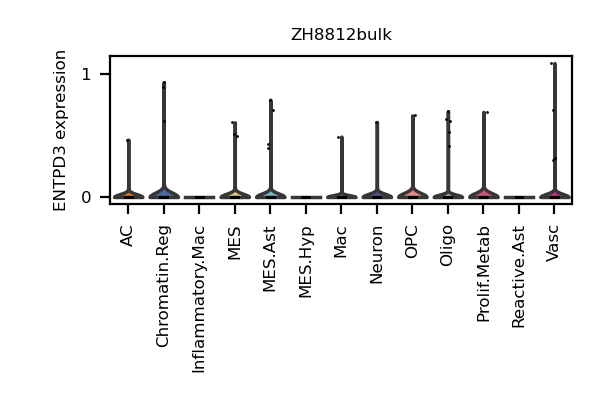 ZH8812bulk
ENTPD3 expression
1
0
AC
Chromatin.Reg
Inflammatory.Mac
MES
MES.Ast
MES.Hyp
Mac
Neuron
OPC
Oligo
Prolif.Metab
Reactive.Ast
Vasc